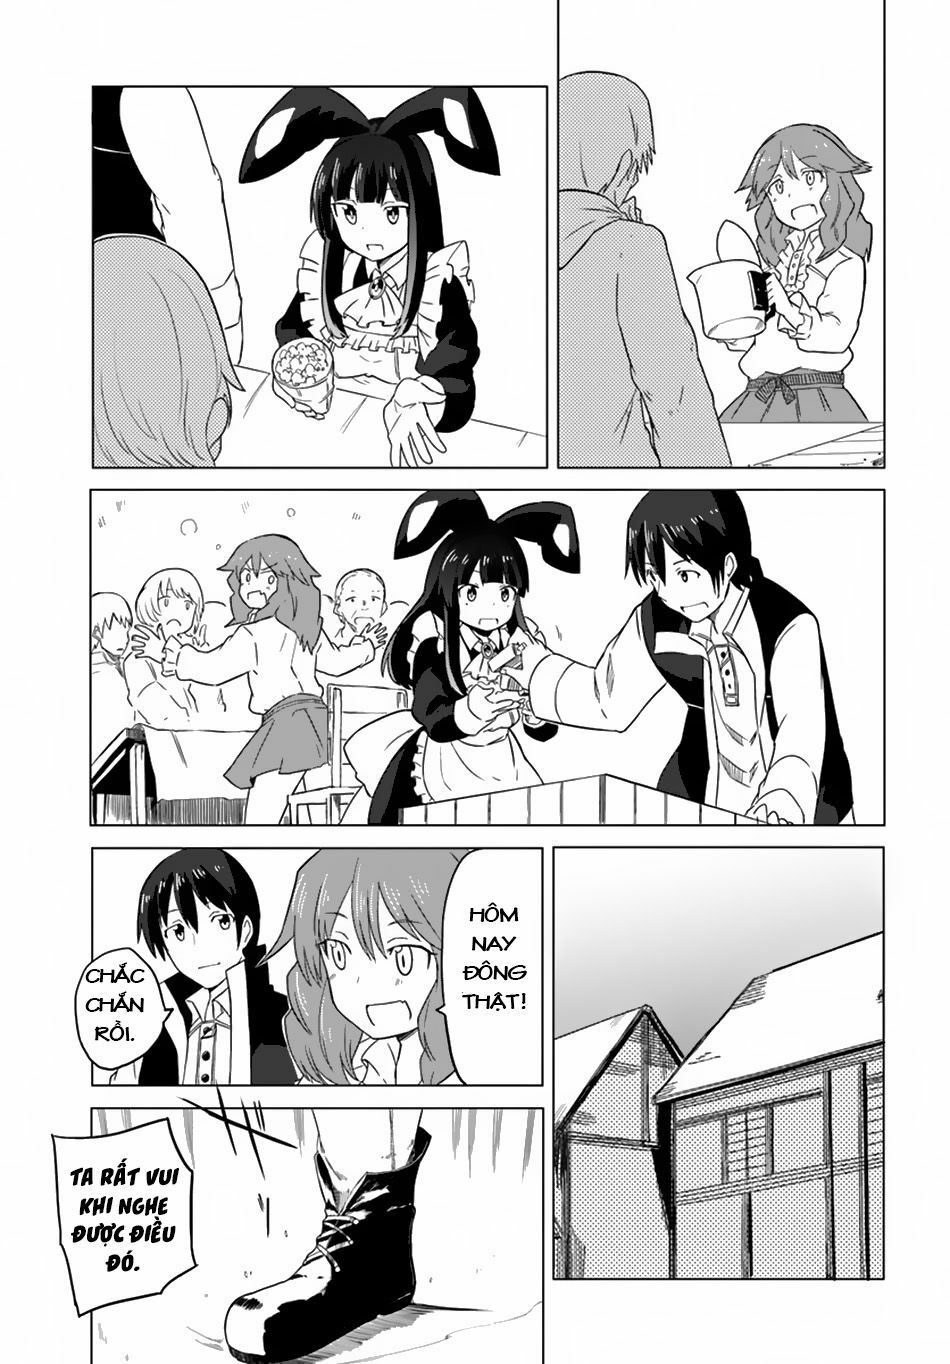 HÔM
NAY
ĐÔNG
THẬT!
CHẮC
CHẮN
RỒI.
TA RẤT VUI
KHI NGHE
ĐƯỢC ĐIỀU
ĐÓ.